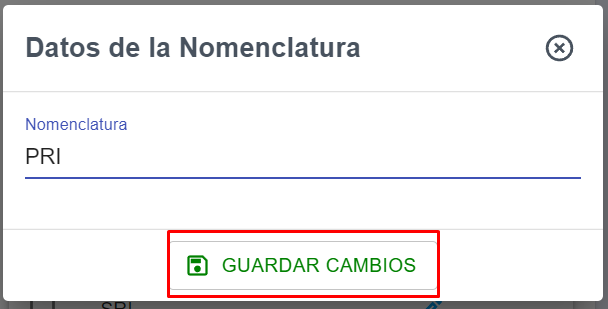 Datos de la Nomenclatura
Nomenclatura
PRI
GUARDAR CAMBIOS